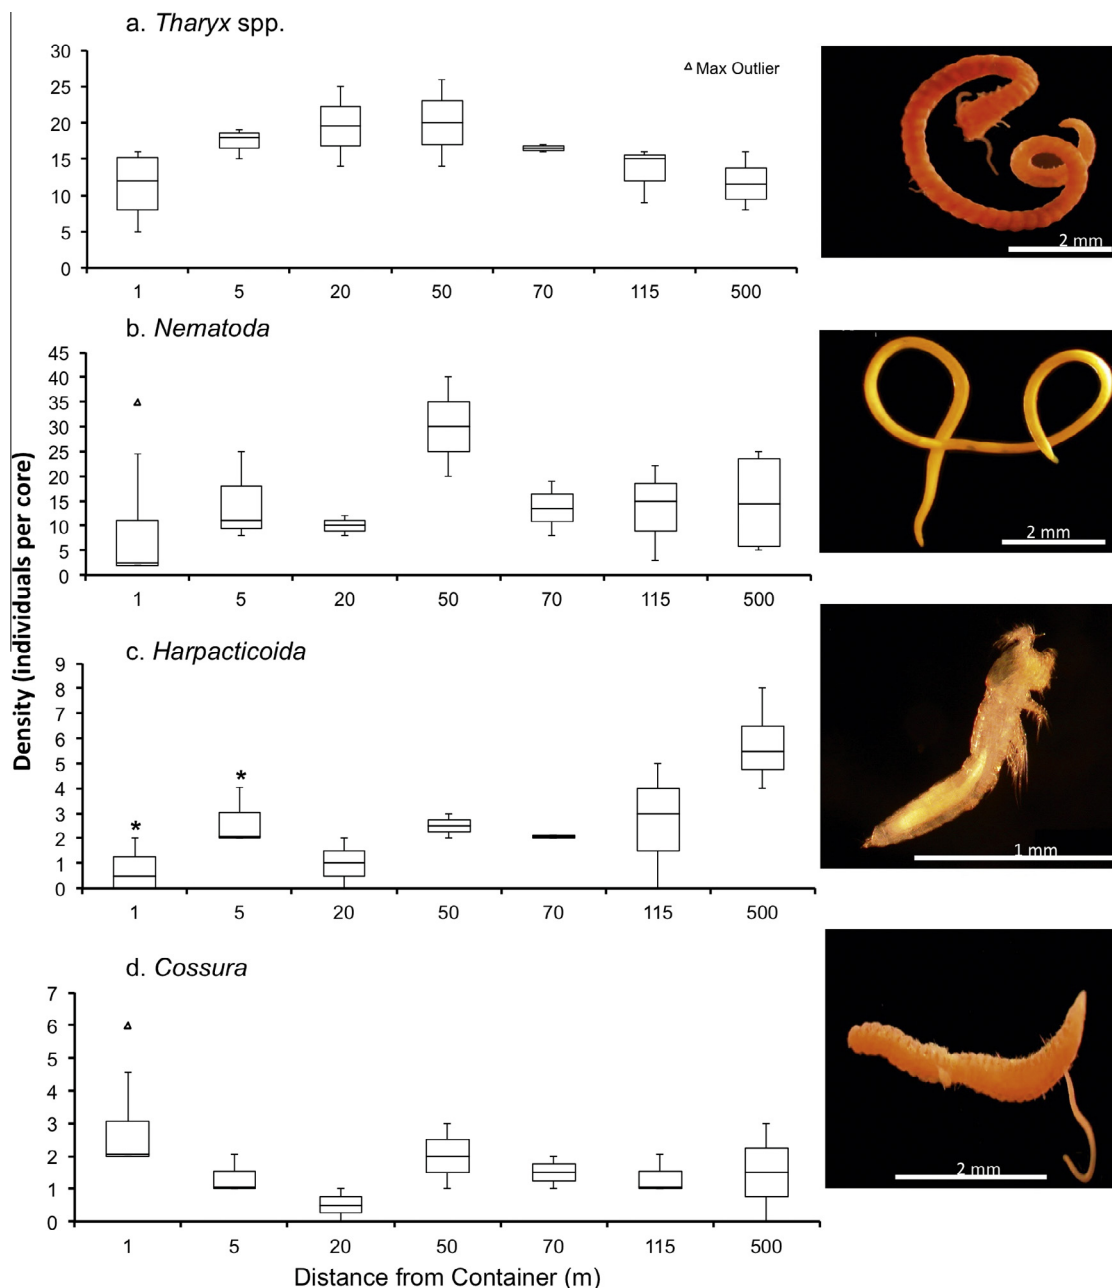 a. Tharyx spp.
30
25
20
15
10
5
0
Max Outlier
1 5 20 50 70 115 500
2 mm
b. Nematoda
45
40
35
30
25
20
15
10
5
0
1 5 20 50 70 115 500
2 mm
Density (individuals per core)
c. Harpacticoida
9
8
7
6
5
4
3
2
1
0
* *
1 5 20 50 70 115 500
1 mm
d. Cossura
7
6
5
4
3
2
1
0
1 5 20 50 70 115 500
2 mm
Distance from Container (m)